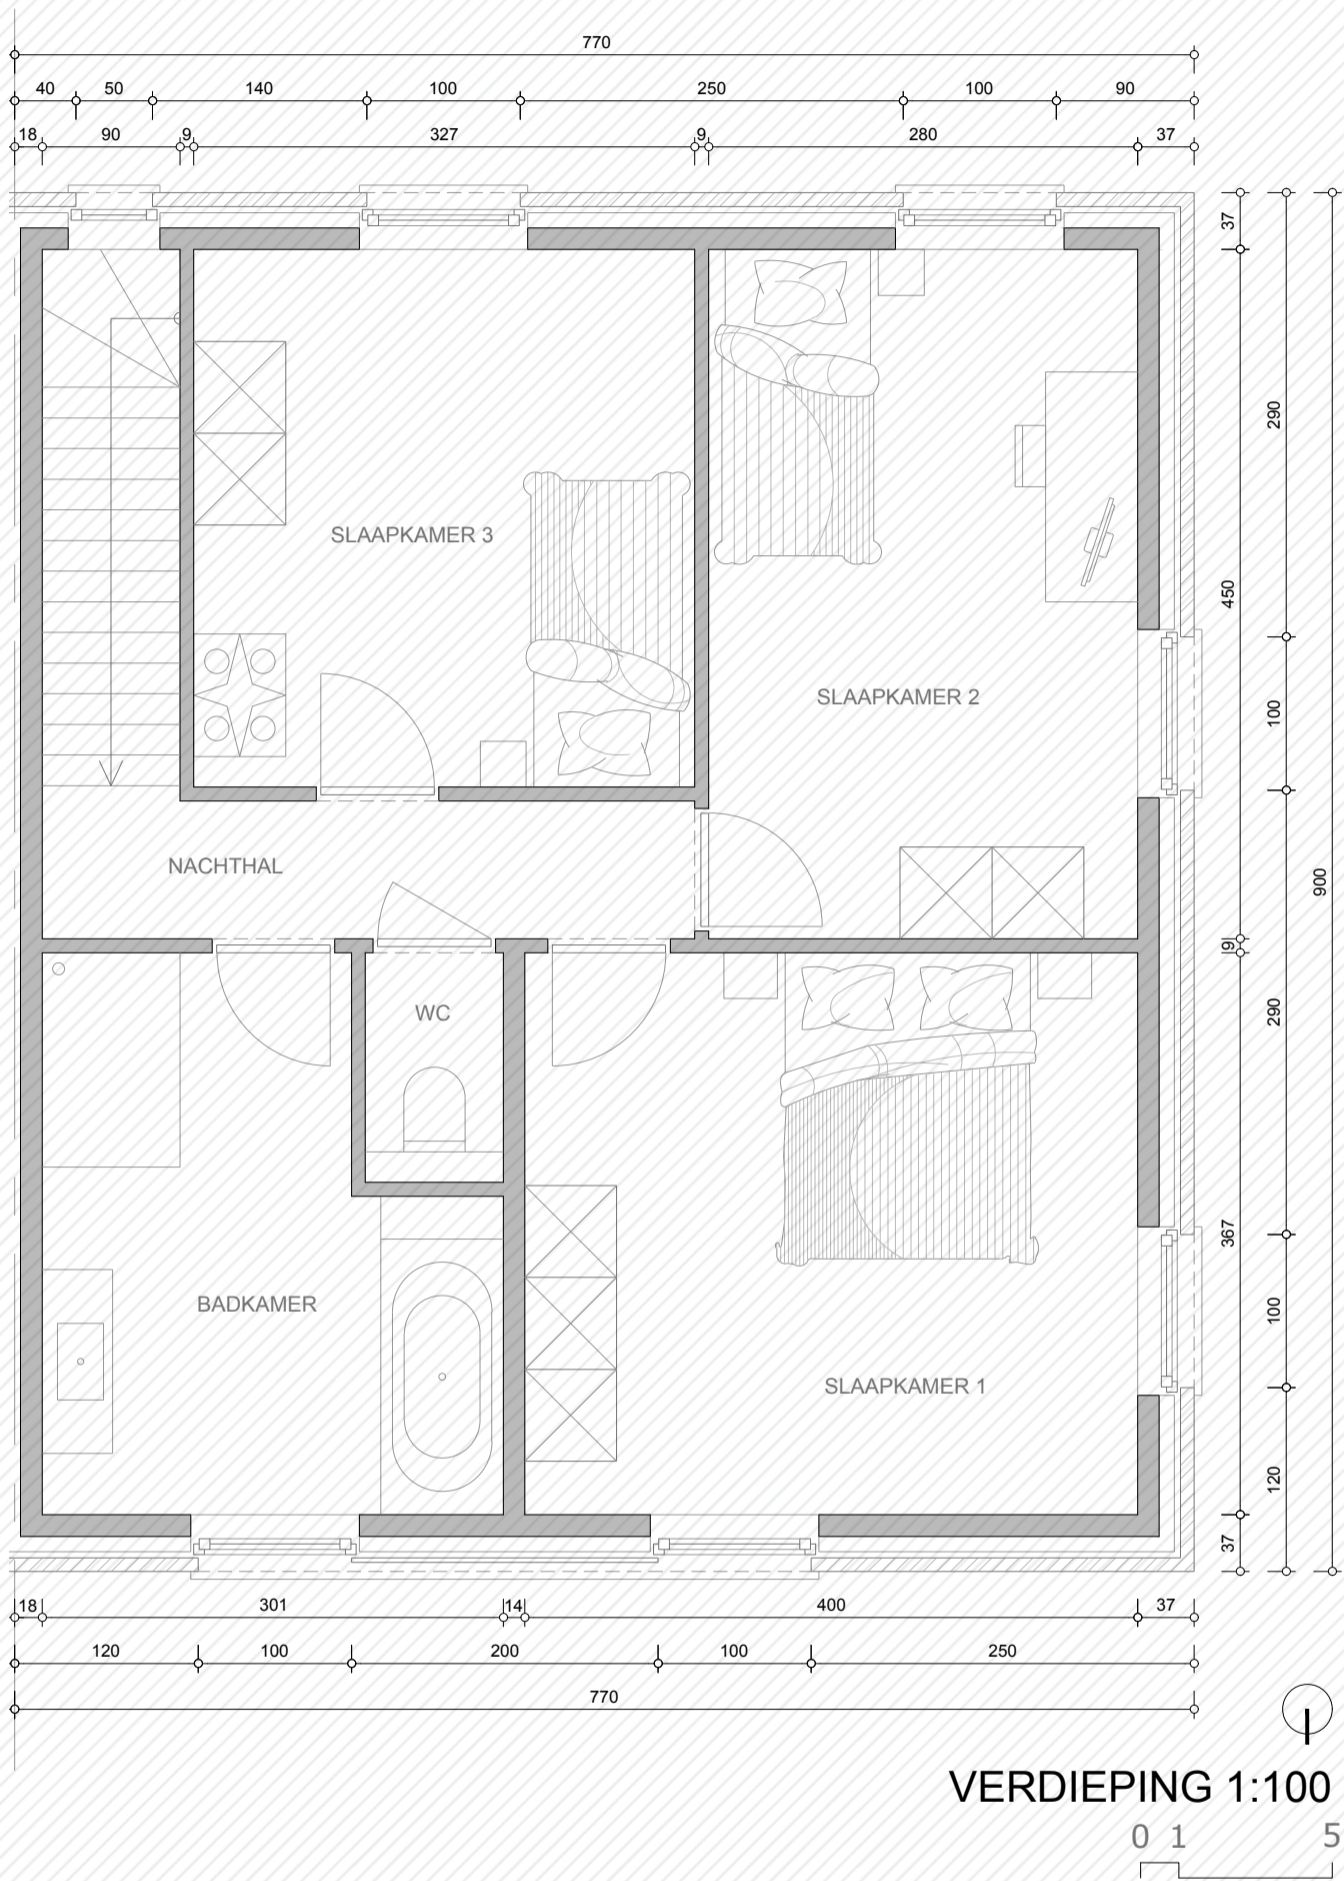 770
40 50 140 100 250 100 90
18 90 9 327 9 280 37
37
290
SLAAPKAMER 3
450
SLAAPKAMER 2
100
NACHTHAL
900
9
WC
290
367
BADKAMER
100
SLAAPKAMER 1
120
37
18 301 14 400 37
120 100 200 100 250
770
VERDIEPING 1:100
0 1 5